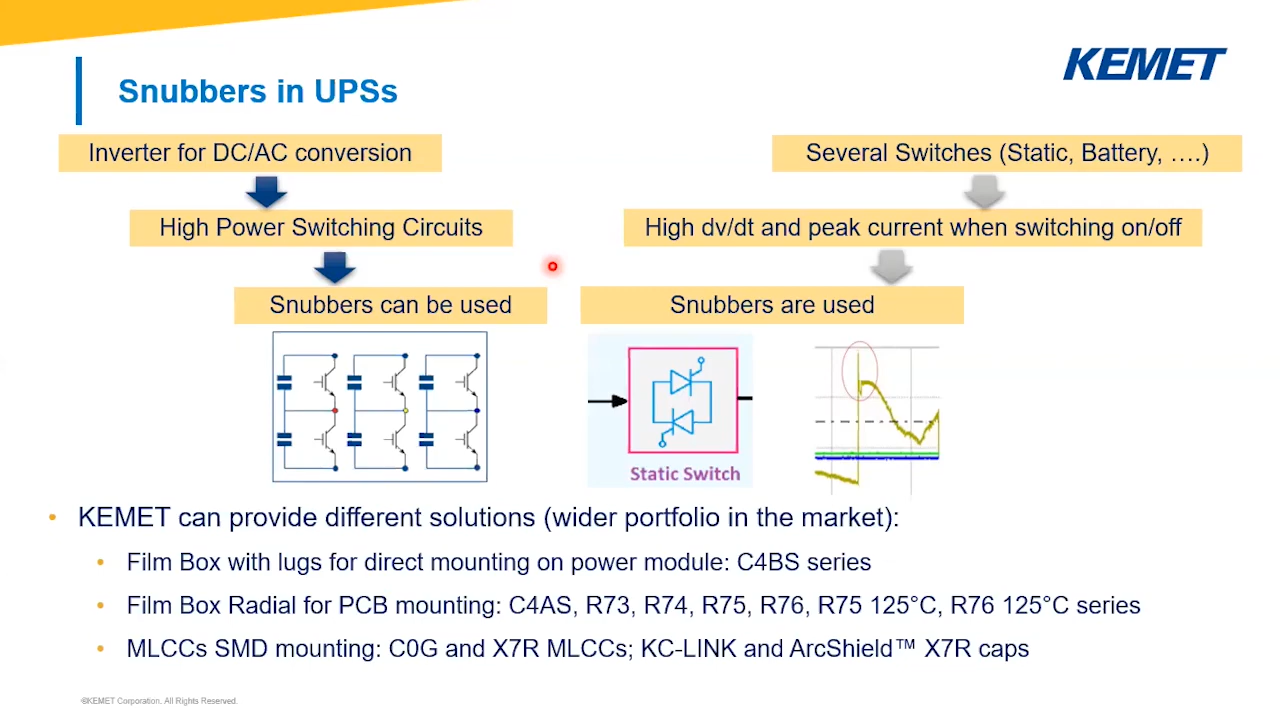 KEMET
Snubbers in UPSs
Inverter for DC/AC conversion
High Power Switching Circuits
Snubbers can be used
Several Switches (Static, Battery, ….)
High dv/dt and peak current when switching on/off
Snubbers are used
Static Switch
• KEMET can provide different solutions (wider portfolio in the market):
• Film Box with lugs for direct mounting on power module: C4BS series
• Film Box Radial for PCB mounting: C4AS, R73, R74, R75, R76, R75 125°C, R76 125°C series
• MLCCs SMD mounting: C0G and X7R MLCCs; KC-LINK and ArcShield™ X7R caps
©KEMET Corporation. All Rights Reserved.